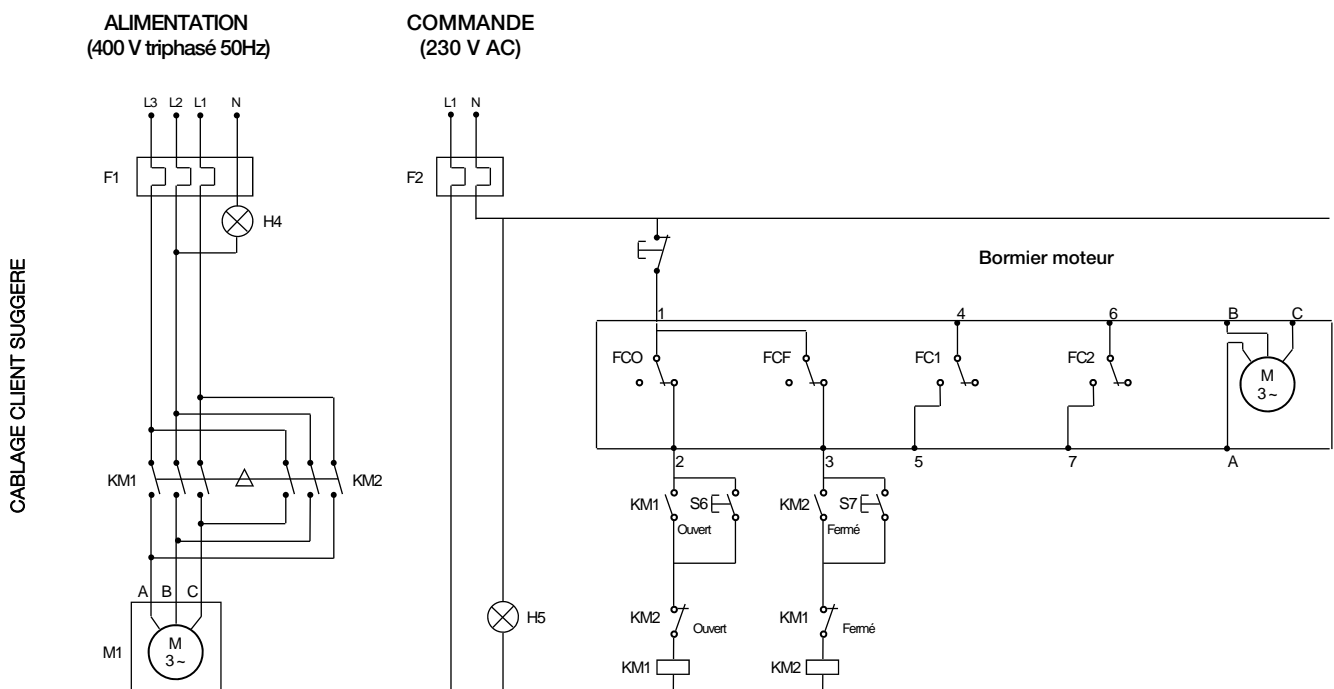 ALIMENTATION
(400 V triphasé 50Hz)
COMMANDE
(230 V AC)
L3 L2 L1 N
L1 N
F1
F2
H4
CABLAGE CLIENT SUGGERE
Bormier moteur
1 4 6 B C
FCO FCF FC1 FC2
M
3~
2 3 5 7 A
KM1 KM2
KM1 S6 KM2 S7
Ouvert Fermé
A B C
H5
KM2 Ouvert KM1 Fermé
M1
M
3~
KM1 KM2